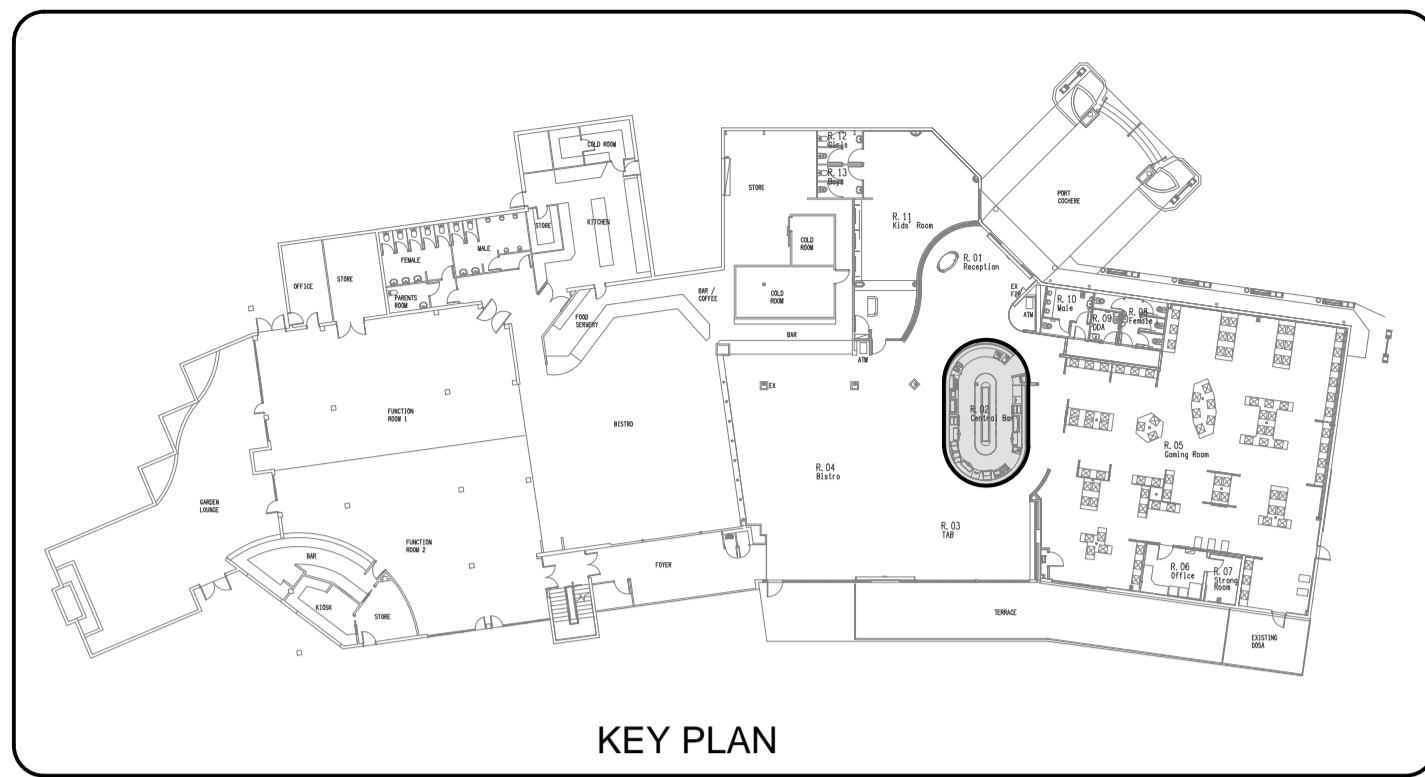 R.12
Girls
R.13
Boys
COLD ROOM
STORE
PORT
COCHERE
R.11
Kids' Room
STORE
KITCHEN
COLD
ROOM
FEMALE
MALE
R.01
Reception
OFFICE
STORE
PARENTS
ROOM
BAR /
COFFEE
COLD
ROOM
EX
FIP
ATM
R.10
Male
R.09
DDA
R.08
Female
FOOD
SERVERY
BAR
ATM
EX
FUNCTION
ROOM 1
BISTRO
R.02
Central Bar
R.05
Gaming Room
R.04
Bistro
GARDEN
LOUNGE
FUNCTION
ROOM 2
R.03
TAB
BAR
FOYER
R.06
Office
R.07
Strong
Room
KIOSK
STORE
TERRACE
EXISTING
DOSA
KEY PLAN